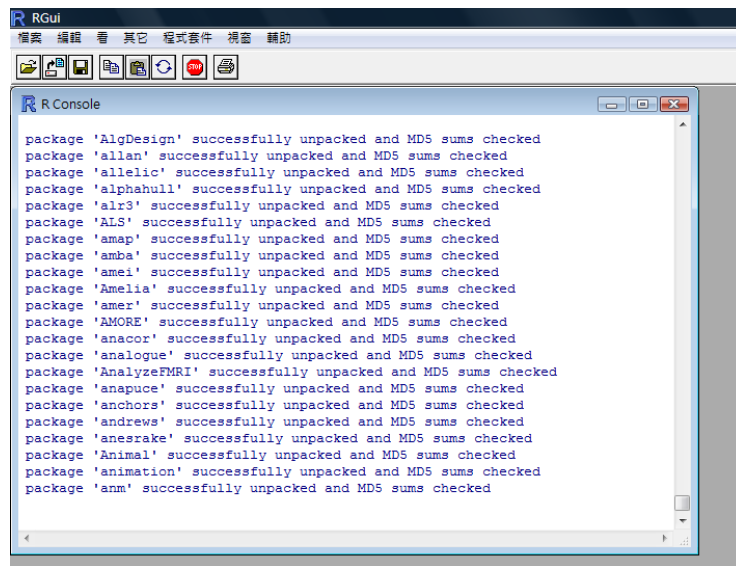 RGui
檔案 編輯 看 其它 程式套件 視窗 輔助
STOP
R Console
package 'AlgDesign' successfully unpacked and MD5 sums checked
package 'allan' successfully unpacked and MD5 sums checked
package 'allelic' successfully unpacked and MD5 sums checked
package 'alphahull' successfully unpacked and MD5 sums checked
package 'alr3' successfully unpacked and MD5 sums checked
package 'ALS' successfully unpacked and MD5 sums checked
package 'amap' successfully unpacked and MD5 sums checked
package 'amba' successfully unpacked and MD5 sums checked
package 'amei' successfully unpacked and MD5 sums checked
package 'Amelia' successfully unpacked and MD5 sums checked
package 'amer' successfully unpacked and MD5 sums checked
package 'AMORE' successfully unpacked and MD5 sums checked
package 'anacor' successfully unpacked and MD5 sums checked
package 'analogue' successfully unpacked and MD5 sums checked
package 'AnalyzeFMRI' successfully unpacked and MD5 sums checked
package 'anapuce' successfully unpacked and MD5 sums checked
package 'anchors' successfully unpacked and MD5 sums checked
package 'andrews' successfully unpacked and MD5 sums checked
package 'anesrake' successfully unpacked and MD5 sums checked
package 'Animal' successfully unpacked and MD5 sums checked
package 'animation' successfully unpacked and MD5 sums checked
package 'anm' successfully unpacked and MD5 sums checked